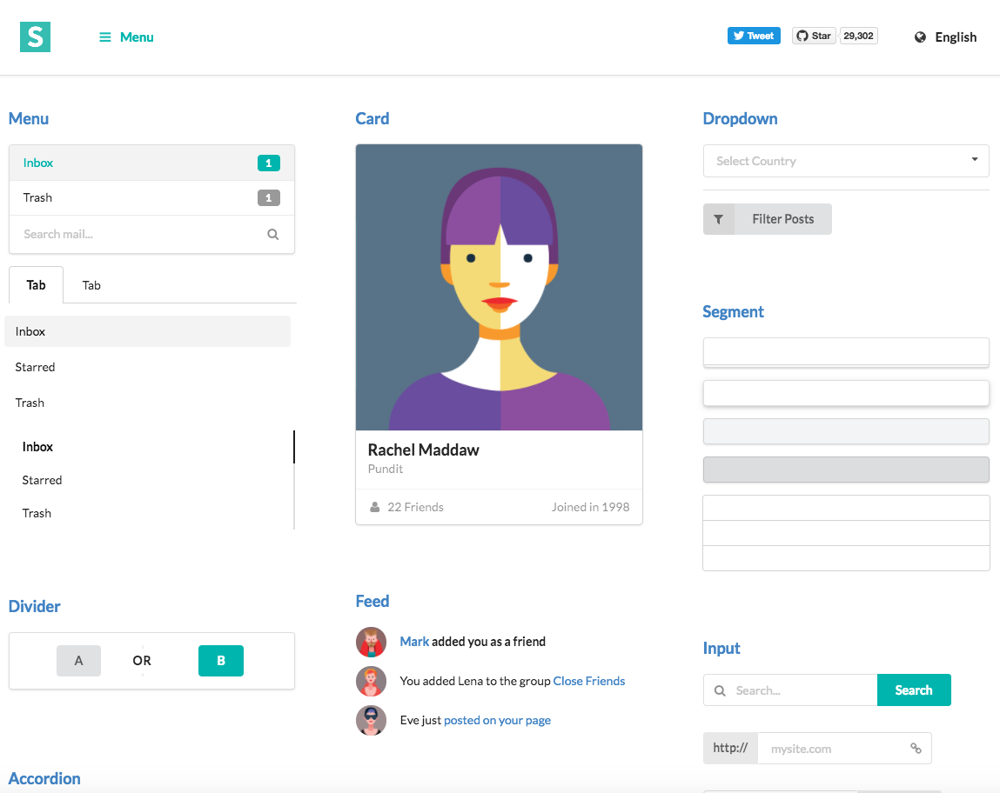 S
Menu
Tweet
Star
29,302
English
Menu
Inbox
1
Trash
1
Search mail...
Tab
Tab
Inbox
Starred
Trash
Inbox
Starred
Trash
Divider
A
OR
B
Accordion
Card
Rachel Maddaw
Pundit
22 Friends
Joined in 1998
Feed
Mark added you as a friend
You added Lena to the group Close Friends
Eve just posted on your page
Dropdown
Select Country
Filter Posts
Segment
Input
Search...
Search
http://
mysite.com